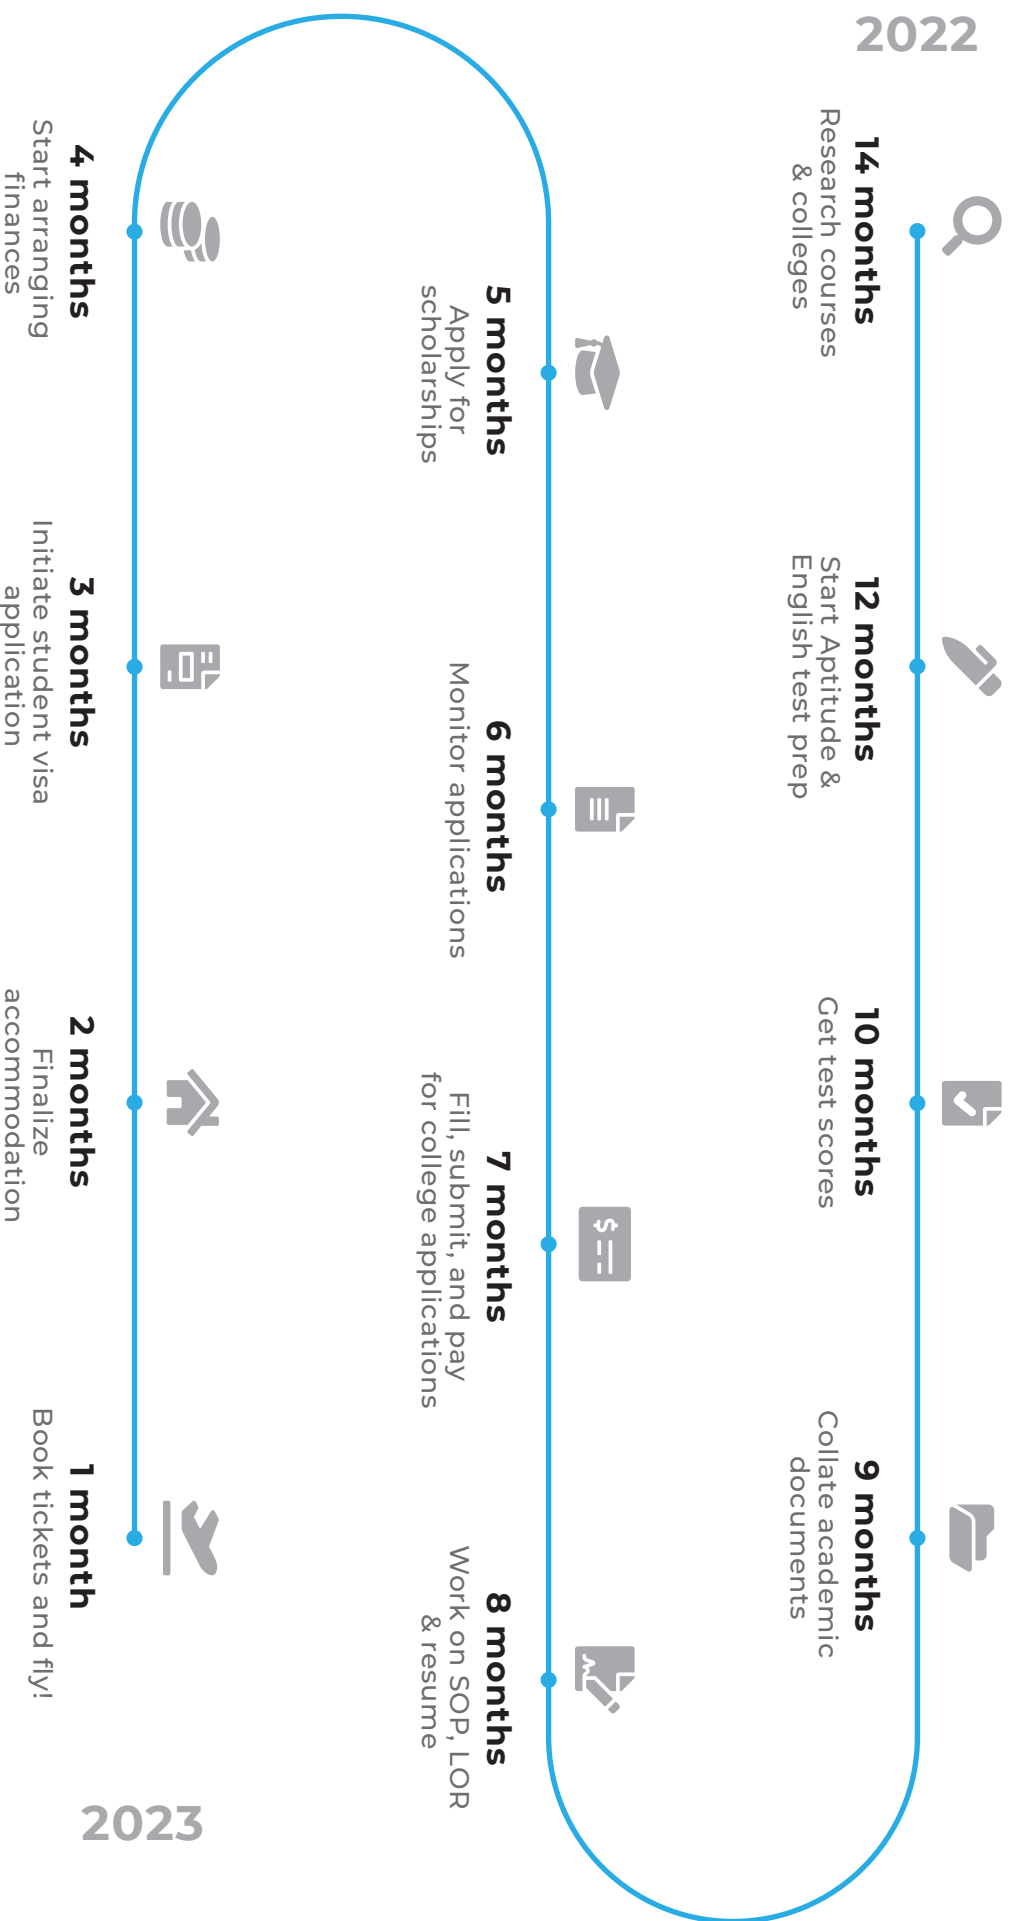 2022
14 months
Research courses
& colleges
12 months
Start Aptitude &
English test prep
10 months
Get test scores
9 months
Collate academic
documents
8 months
Work on SOP, LOR
& resume
7 months
Fill, submit, and pay
for college applications
6 months
Monitor applications
5 months
Apply for
scholarships
4 months
Start arranging
finances
3 months
Initiate student visa
application
2 months
Finalize
accommodation
1 month
Book tickets and fly!
2023
$